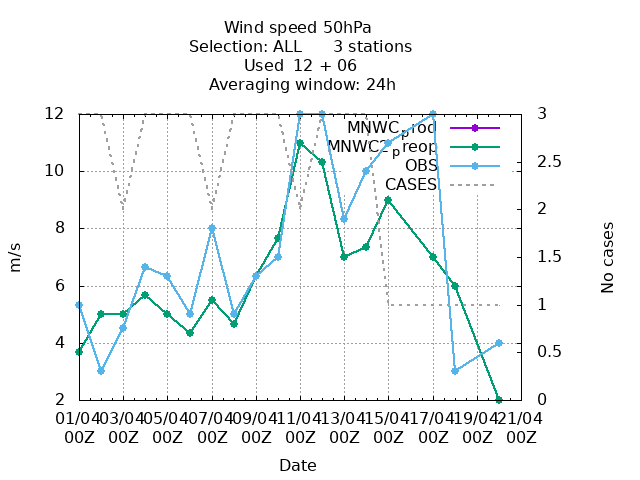 Wind speed 50hPa
Selection: ALL 3 stations
Used 12 + 06
Averaging window: 24h
12 10 8 6 4 2
m/s
MNWC_prod
MNWC2_preop
OBS
CASES
3 2.5 2 1.5 1 0.5 0
No cases
01/04 03/04 05/04 07/04 09/04 11/04 13/04 15/04 17/04 19/04 21/04
00Z 00Z 00Z 00Z 00Z 00Z 00Z 00Z 00Z 00Z 00Z
Date